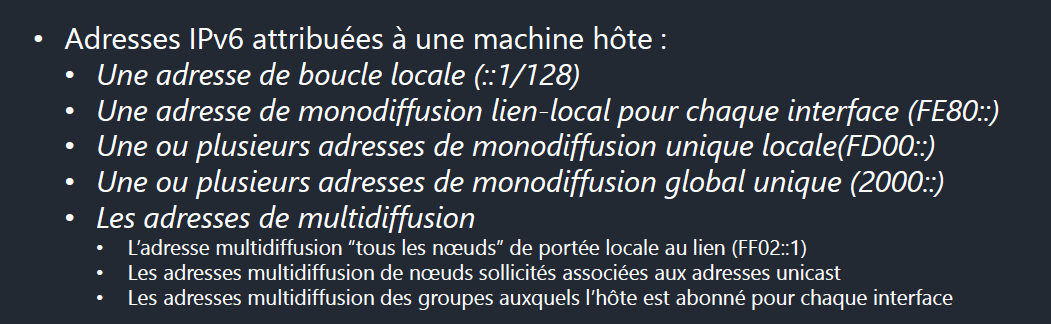 • Adresses IPv6 attribuées à une machine hôte :
• Une adresse de boucle locale (::1/128)
• Une adresse de monodiffusion lien-local pour chaque interface (FE80::)
• Une ou plusieurs adresses de monodiffusion unique locale(FD00::)
• Une ou plusieurs adresses de monodiffusion global unique (2000::)
• Les adresses de multidiffusion
• L’adresse multidiffusion “tous les nœuds” de portée locale au lien (FF02::1)
• Les adresses multidiffusion de nœuds sollicités associées aux adresses unicast
• Les adresses multidiffusion des groupes auxquels l’hôte est abonné pour chaque interface